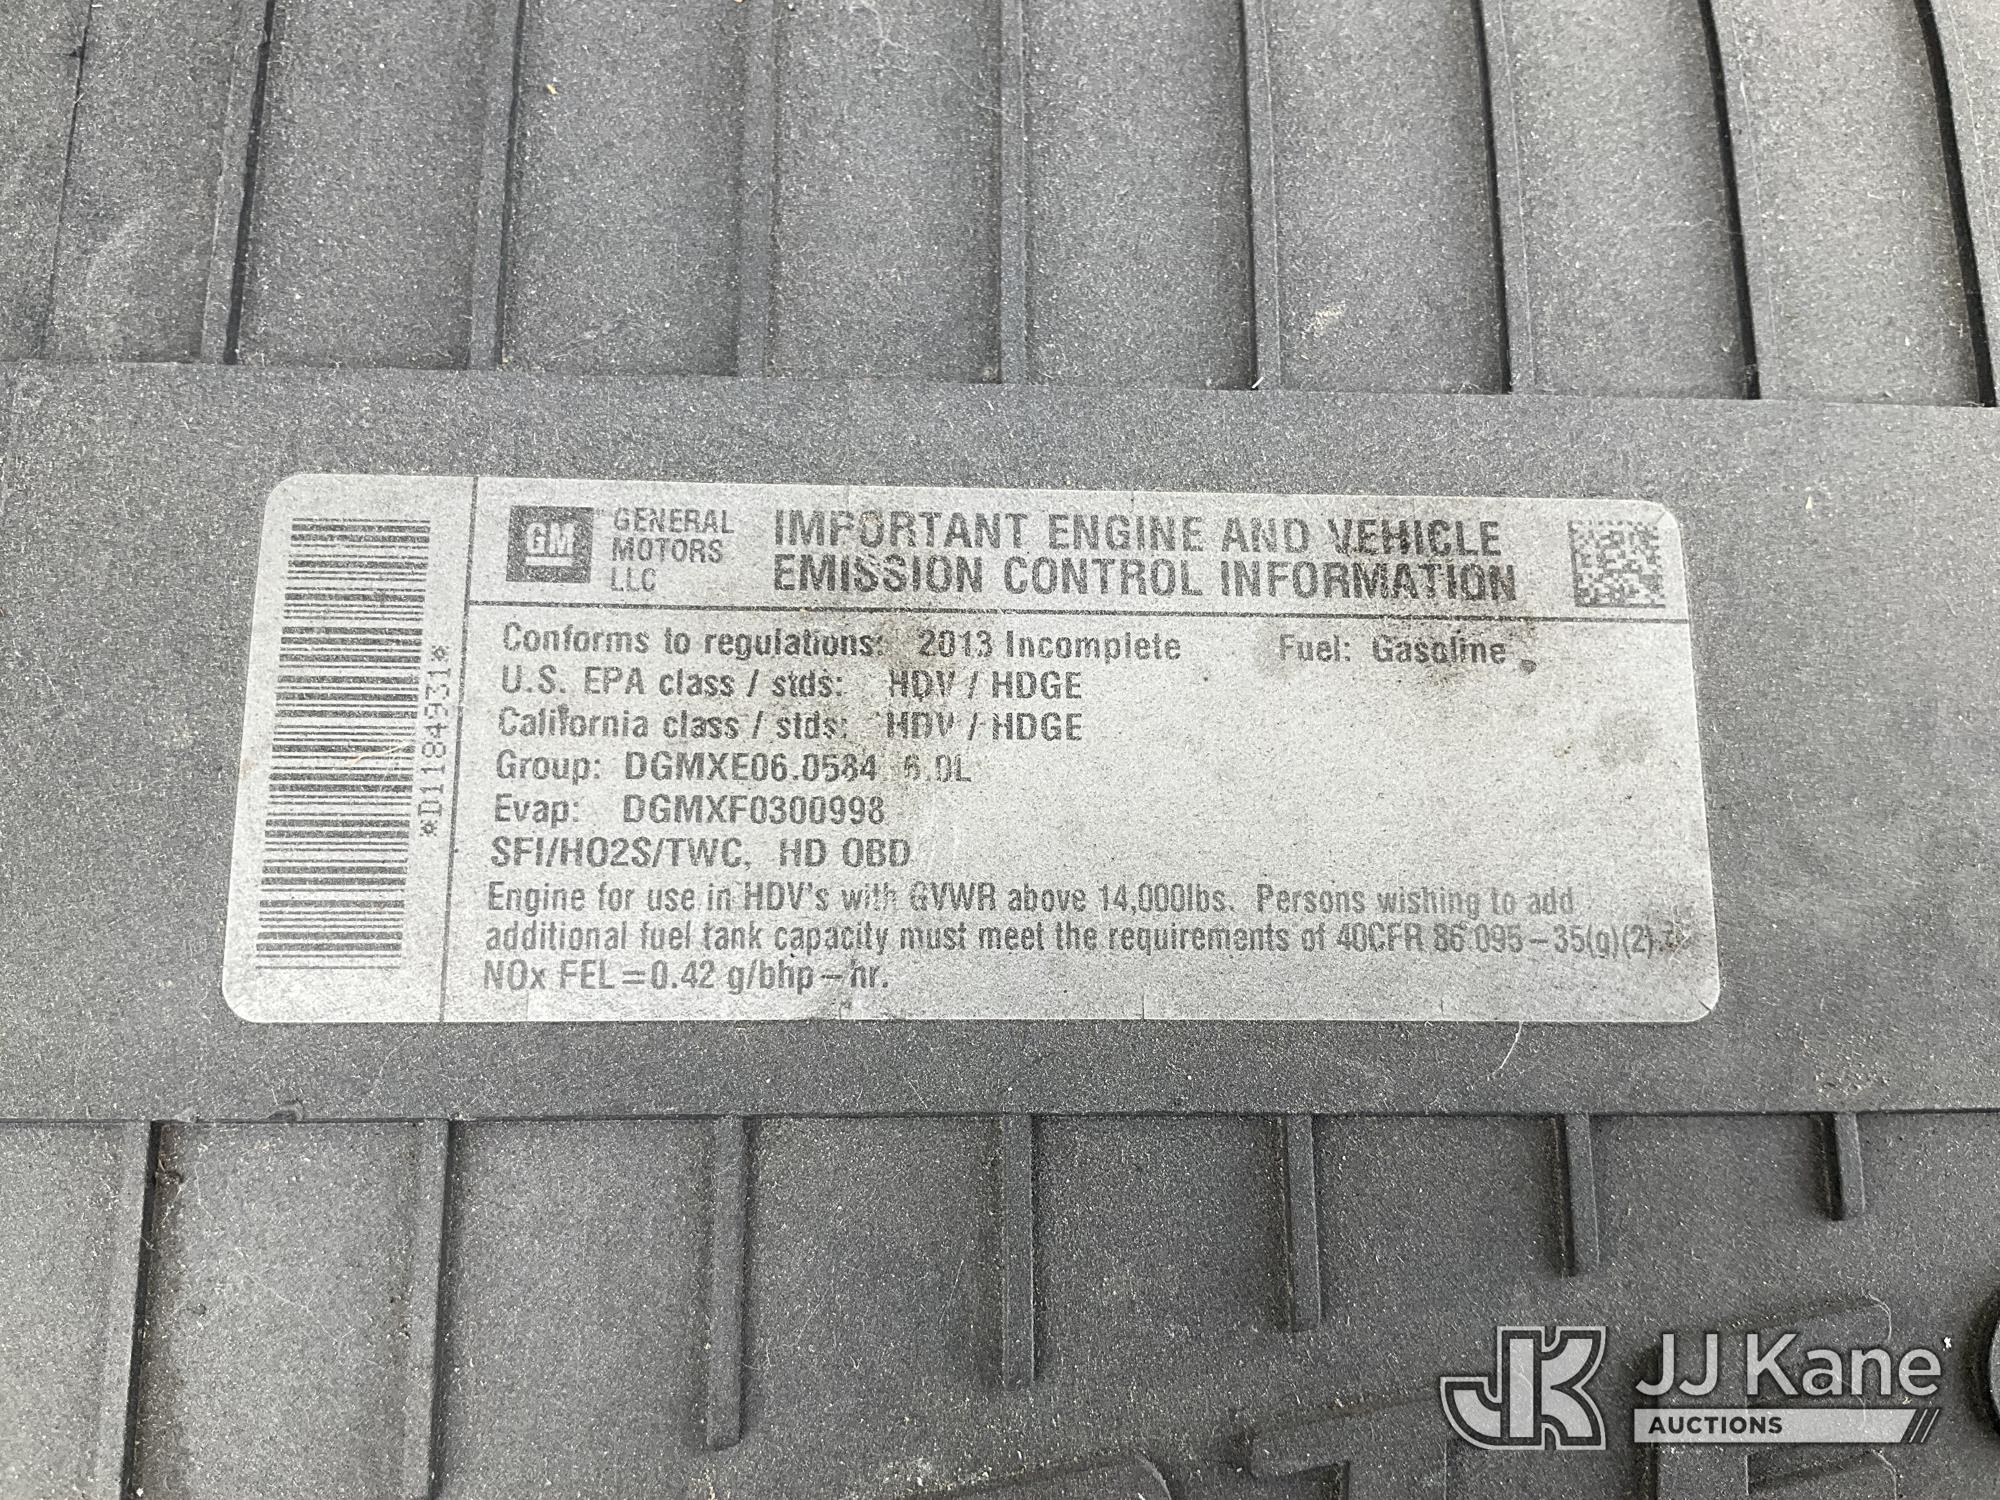 *D1184931*
GM
GENERAL
MOTORS
LLC
IMPORTANT ENGINE AND VEHICLE
EMISSION CONTROL INFORMATION
Conforms to regulations: 2013 Incomplete Fuel: Gasoline
U.S. EPA class / stds: HDV / HDGE
California class / stds: HDV / HDGE
Group: DGMXE06.0584 6.0L
Evap: DGMXF0300998
SFI/HO2S/TWC, HD OBD
Engine for use in HDV's with GVWR above 14,000lbs. Persons wishing to add
additional fuel tank capacity must meet the requirements of 40CFR 86.095-35(g)(2).
NOx FEL=0.42 g/bhp-hr.
JK JJ Kane
AUCTIONS